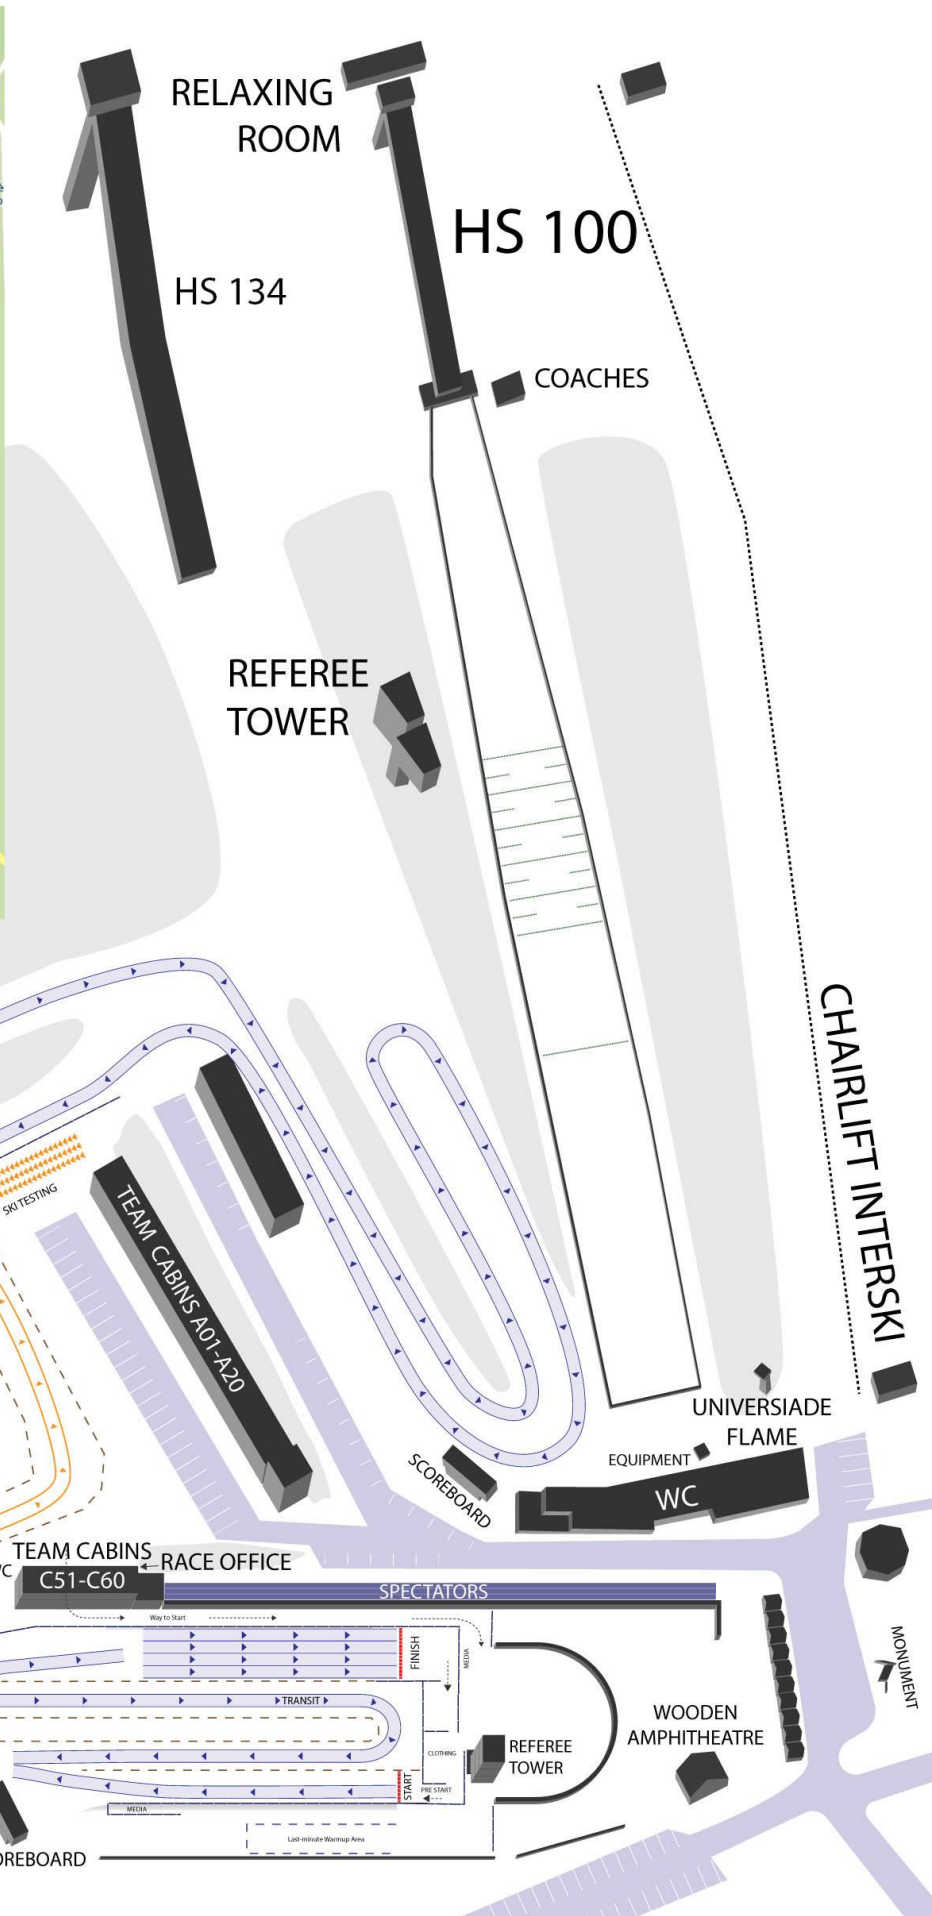 RELAXING
ROOM
HS 100
HS 134
COACHES
REFEREE
TOWER
CHAIRLIFT INTERSKI
SKI TESTING
TEAM CABINS A01-A20
UNIVERSIADE
FLAME
EQUIPMENT
SCOREBOARD
WC
TEAM CABINS
RACE OFFICE
C51-C60
SPECTATORS
Way to Start
FINISH
MEDIA
MONUMENT
TRANSIT
WOODEN
AMPHITHEATRE
CLOTHING
REFEREE
TOWER
START
PRE START
MEDIA
Last-minute Warmup Area
OREBOARD